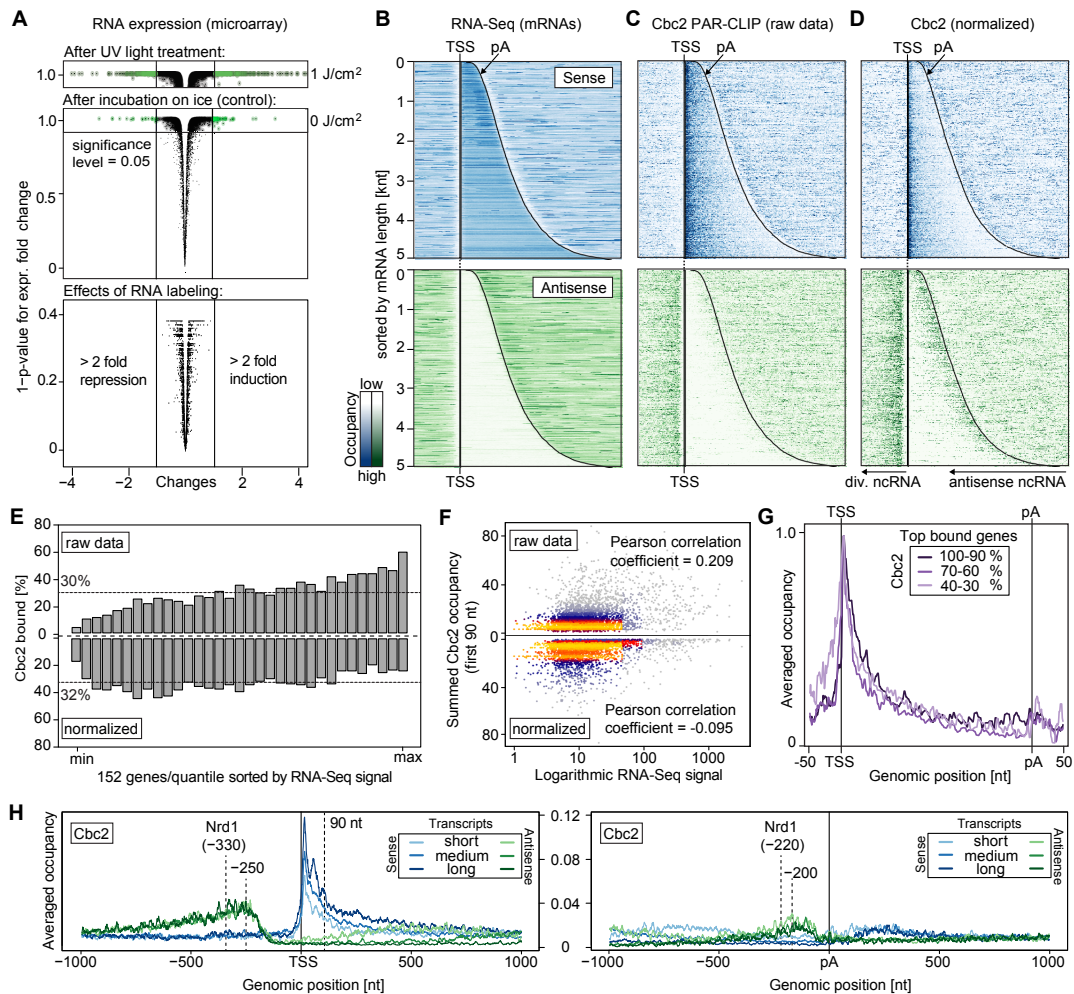 A
RNA expression (microarray)
After UV light treatment:
1.0
1 J/cm2
After incubation on ice (control):
1.0
0 J/cm2
significance
level = 0.05
0
1−p-value for expr. fold change
Effects of RNA labeling:
0.4
0.2
0
> 2 fold
repression
> 2 fold
induction
−4
−2
Changes
2
4
B
RNA-Seq (mRNAs)
TSS
pA
Sense
0
1
2
3
4
5
sorted by mRNA length [knt]
Antisense
0
1
2
3
4
5
TSS
low
Occupancy
high
C
Cbc2 PAR-CLIP (raw data)
TSS
pA
TSS
D
Cbc2 (normalized)
TSS
pA
div. ncRNA
antisense ncRNA
E
80
60
40
20
0
20
40
60
80
Cbc2 bound [%]
raw data
30%
32%
normalized
min
max
152 genes/quantile sorted by RNA-Seq signal
F
80
40
0
40
80
Summed Cbc2 occupancy
(first 90 nt)
raw data
Pearson correlation
coefficient = 0.209
normalized
Pearson correlation
coefficient = -0.095
1
10
100
1000
Logarithmic RNA-Seq signal
G
TSS
pA
1.0
0
Averaged occupancy
Top bound genes
Cbc2
100-90 %
70-60 %
40-30 %
-50
TSS
pA
50
Genomic position [nt]
H
Averaged occupancy
Cbc2
Nrd1
(−330)
−250
90 nt
Transcripts
Sense
short
medium
long
Antisense
−1000
−500
TSS
500
1000
Genomic position [nt]
0.12
0.08
0.04
0
Cbc2
Nrd1
(−220)
−200
Transcripts
Sense
short
medium
long
Antisense
−1000
−500
pA
500
1000
Genomic position [nt]